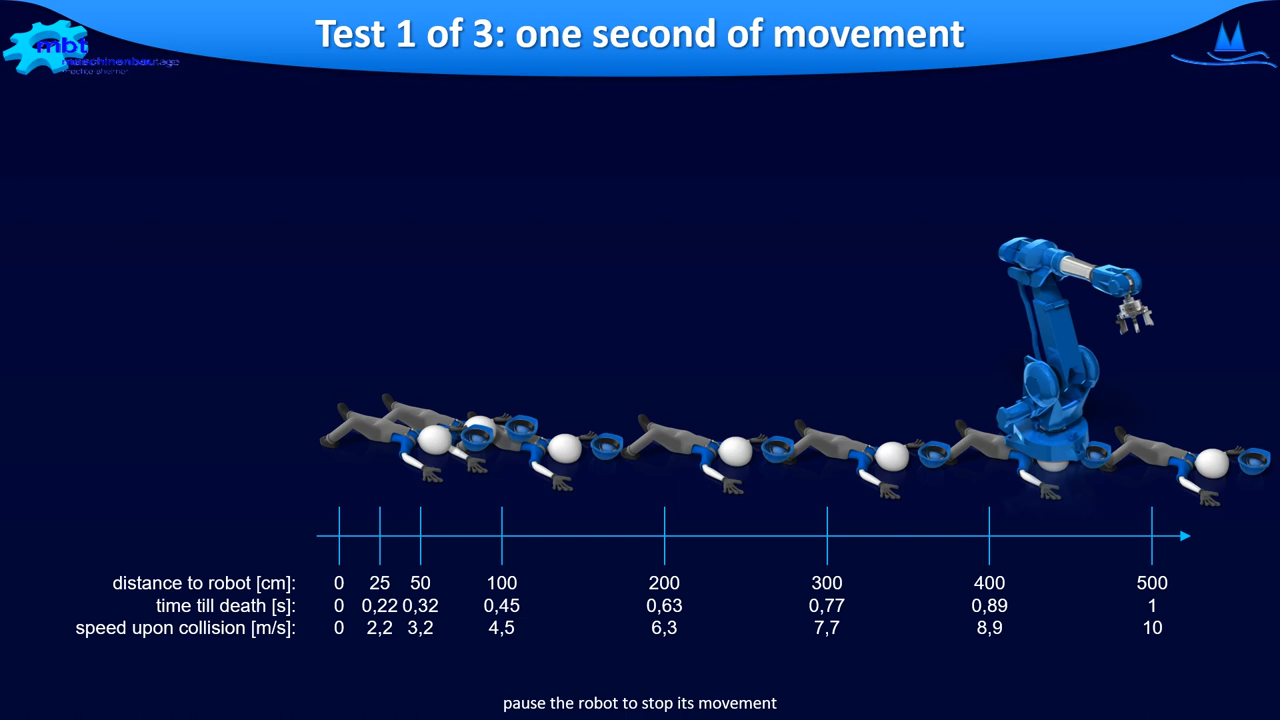 Test 1 of 3: one second of movement
mbt
distance to robot [cm]: 0 25 50 100 200 300 400 500
time till death [s]: 0 0,22 0,32 0,45 0,63 0,77 0,89 1
speed upon collision [m/s]: 0 2,2 3,2 4,5 6,3 7,7 8,9 10
pause the robot to stop its movement